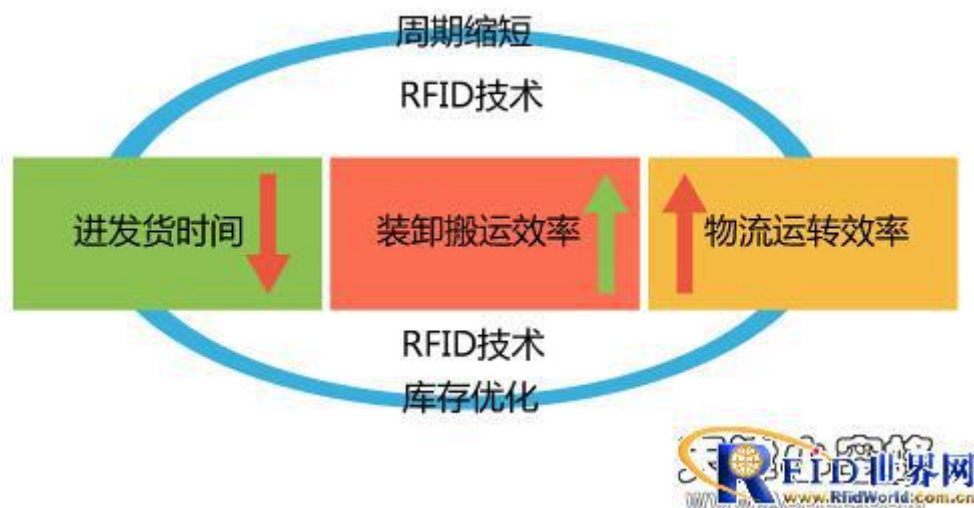 周期缩短
RFID技术
进发货时间
装卸搬运效率
物流运转效率
RFID技术
库存优化
RFID世界网
www.RfidWorld.com.cn